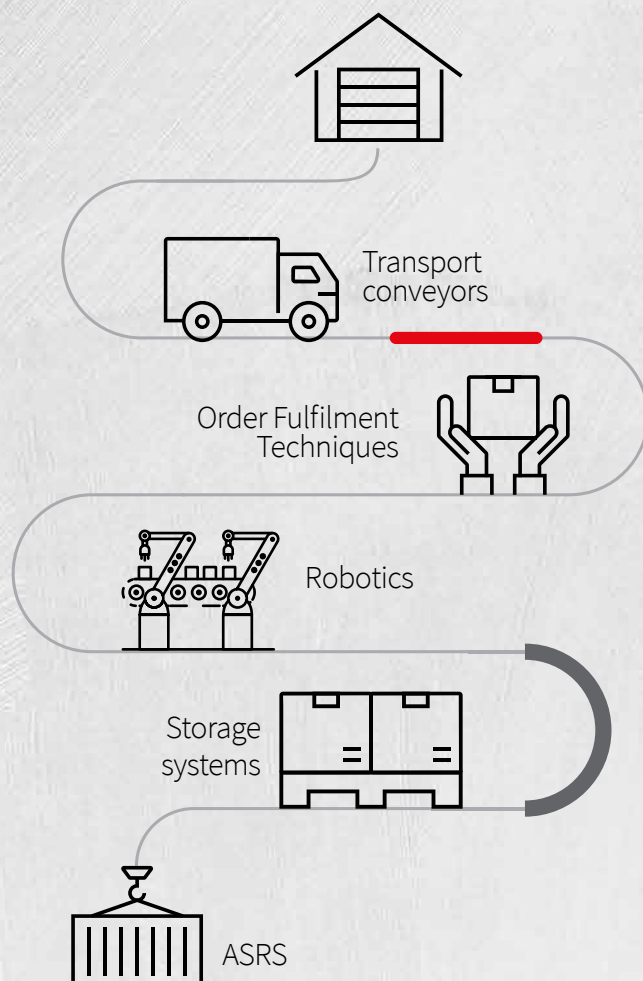 Transport
conveyors
Order Fulfilment
Techniques
Robotics
Storage
systems
ASRS